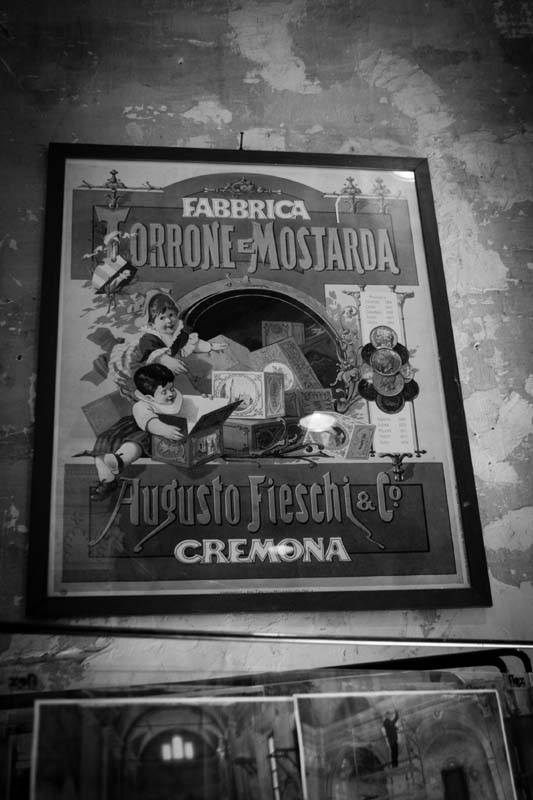 FABBRICA
TORRONE E MOSTARDA
Augusto Fieschi & Co
CREMONA